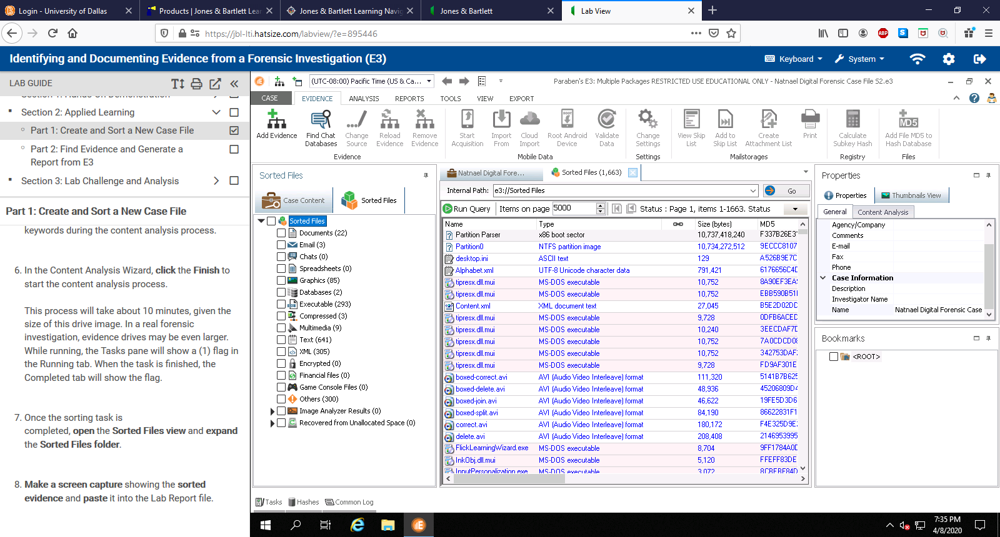 Login - University of Dallas
Products | Jones & Bartlett Lear
Jones & Bartlett Learning Navig
Jones & Bartlett
Lab View
https://jbl-lti.hatsize.com/labview/?e=895446
Identifying and Documenting Evidence from a Forensic Investigation (E3)
Keyboard
System
LAB GUIDE
Section 2: Applied Learning
Part 1: Create and Sort a New Case File
Part 2: Find Evidence and Generate a
Report from E3
Section 3: Lab Challenge and Analysis
Part 1: Create and Sort a New Case File
keywords during the content analysis process.
6. In the Content Analysis Wizard, click the Finish to
start the content analysis process.
This process will take about 10 minutes, given the
size of this drive image. In a real forensic
investigation, evidence drives may be even larger.
While running, the Tasks pane will show a (1) flag in
the Running tab. When the task is finished, the
Completed tab will show the flag.
7. Once the sorting task is
completed, open the Sorted Files view and expand
the Sorted Files folder.
8. Make a screen capture showing the sorted
evidence and paste it into the Lab Report file.
(UTC-08:00) Pacific Time (US & Ca...
Paraben's E3: Multiple Packages RESTRICTED USE EDUCATIONAL ONLY - Natnael Digital Forensic Case File S2.e3
CASE EVIDENCE ANALYSIS REPORTS TOOLS VIEW EXPORT
Add Evidence
Find Chat Databases
Change Source
Reload Evidence
Remove Evidence
Evidence
Start Acquisition
Import From
Cloud Import
Root Android Device
Validate Data
Mobile Data
Change Settings
Settings
View Skip List
Add to Skip List
Create Attachment List
Print
Mailstorages
Calculate Subkey Hash
Registry
MD5
Add File MD5 to Hash Database
Files
Sorted Files
Case Content
Sorted Files
Sorted Files
Documents (22)
Email (3)
Chats (0)
Spreadsheets (0)
Graphics (85)
Databases (2)
Executable (293)
Compressed (3)
Multimedia (9)
Text (641)
XML (305)
Encrypted (0)
Financial files (0)
Game Console Files (0)
Others (300)
Image Analyzer Results (0)
Recovered from Unallocated Space (0)
Natnael Digital Fore...
Sorted Files (1,663)
Internal Path: e3://Sorted Files Go
Run Query Items on page 5000 Status : Page 1, items 1-1663. Status
Name Type Size (bytes) MD5
Partition Parser x86 boot sector 10,737,418,240 F337B26E3
Partition0 NTFS partition image 10,734,272,512 9ECCC8107
desktop.ini ASCII text 129 A526B9E7C
Alphabet.xml UTF-8 Unicode character data 791,421 6176656C4D
tipresx.dll.mui MS-DOS executable 10,752 8A90EF3EA
tipresx.dll.mui MS-DOS executable 10,752 EBB590B51
Content.xml XML document text 27,045 B5E2D02DD
tipresx.dll.mui MS-DOS executable 9,728 0DFB6ACED
tipresx.dll.mui MS-DOS executable 10,240 3EECDAF7D
tipresx.dll.mui MS-DOS executable 10,752 7A0CDCD08
tipresx.dll.mui MS-DOS executable 10,752 342753DAF
tipresx.dll.mui MS-DOS executable 9,728 FD9AF301E
boxed-correct.avi AVI (Audio Video Interleave) format 111,320 5141B7B625
boxed-delete.avi AVI (Audio Video Interleave) format 48,936 45206809D4
boxed-join.avi AVI (Audio Video Interleave) format 46,622 19FE5D3D6
boxed-split.avi AVI (Audio Video Interleave) format 84,190 86622831F1
correct.avi AVI (Audio Video Interleave) format 180,172 F4E325D9E
delete.avi AVI (Audio Video Interleave) format 208,408 2146953995
FlickLearningWizard.exe MS-DOS executable 8,704 9FF1784A0D
InkObj.dll.mui MS-DOS executable 5,120 FFEFF83DE
InputPersonalization.exe MS-DOS executable 3,072
Properties
Properties
Thumbnails View
General
Content Analysis
Agency/Company
Comments
E-mail
Fax
Phone
Case Information
Description
Investigator Name
Name Natnael Digital Forensic Case
Bookmarks
<ROOT>
Tasks
Hashes
Common Log
7:35 PM
4/8/2020